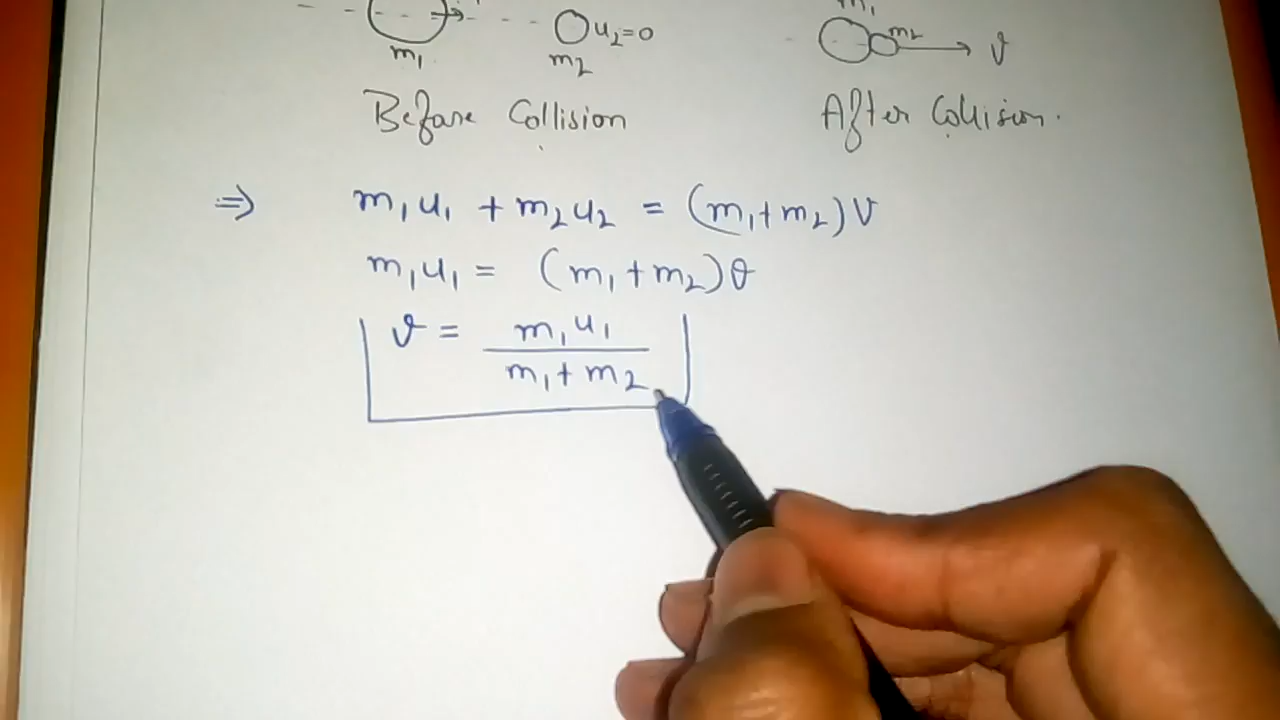 m₁ u₂=0 m₁ m₂ v
m₂
Before Collision After Collision.
⇒ m₁u₁ + m₂u₂ = (m₁+m₂)v
m₁u₁ = (m₁+m₂)v
v = m₁u₁ / m₁+m₂